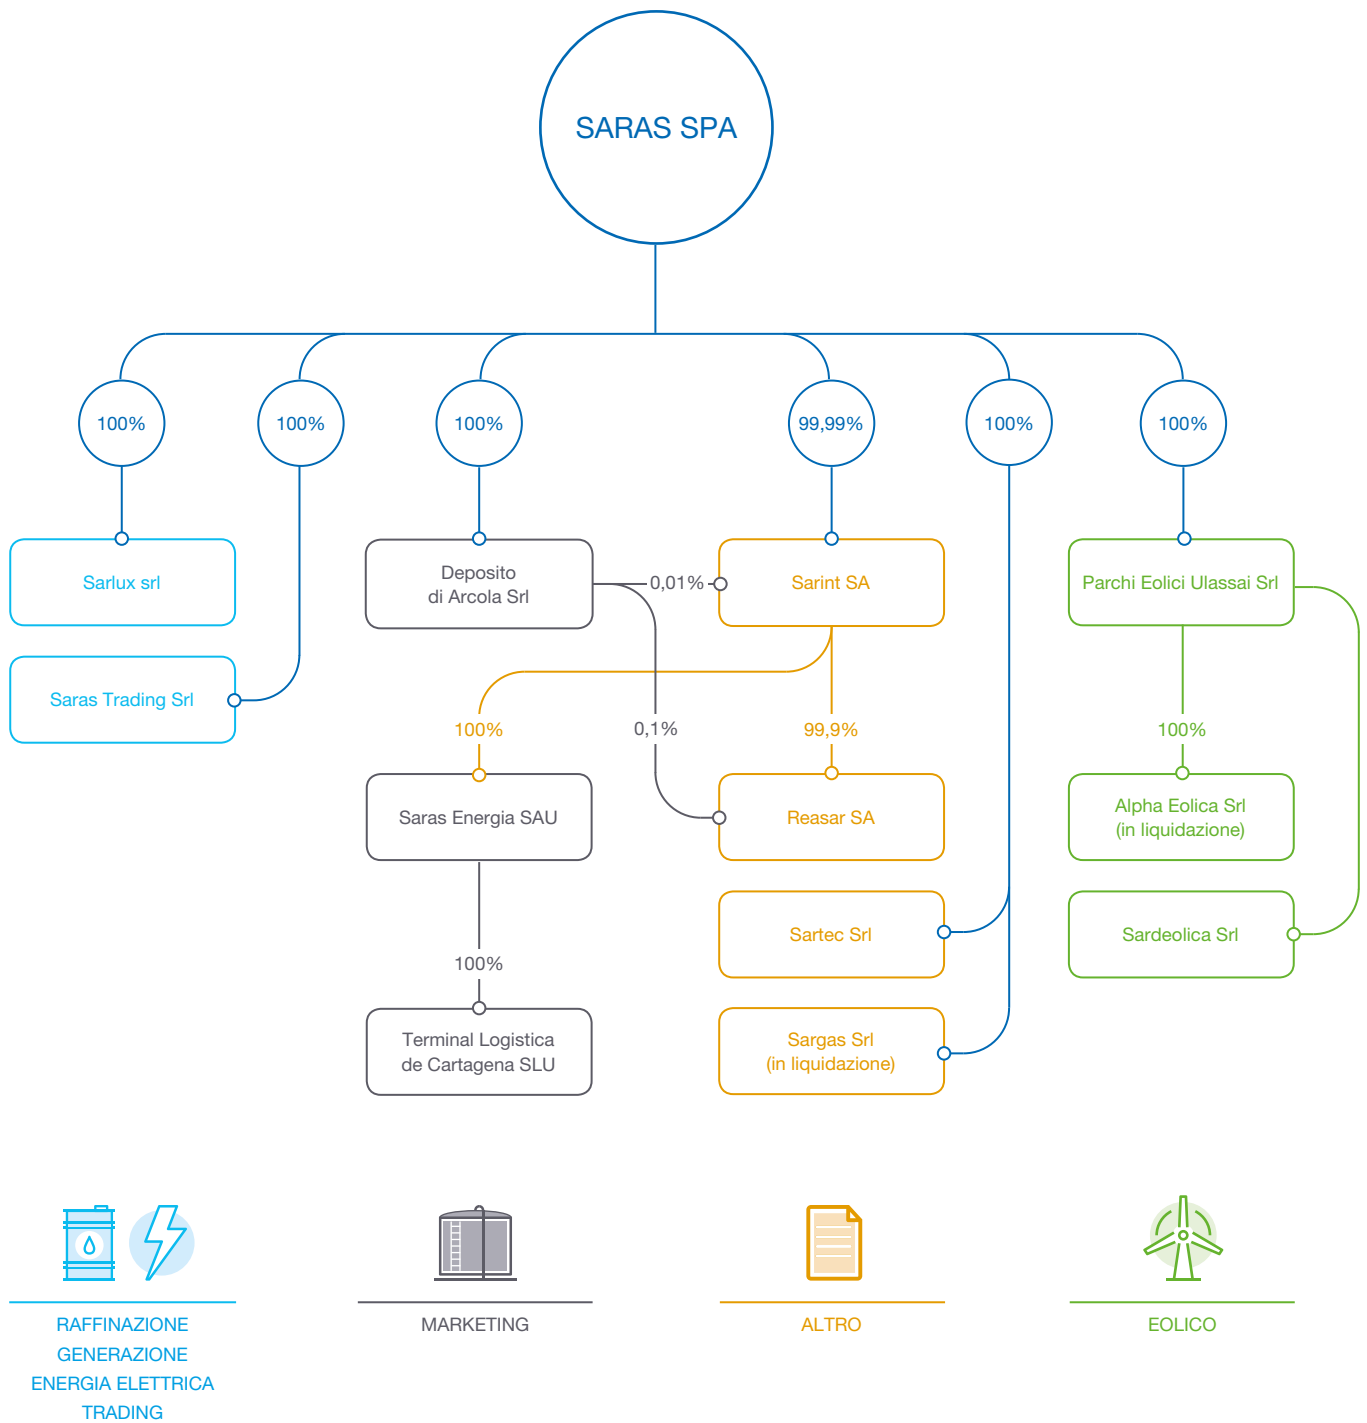 SARAS SPA
100%
100%
100%
99,99%
100%
100%
Sarlux srl
Deposito
di Arcola Srl
0,01%
Sarint SA
Parchi Eolici Ulassai Srl
Saras Trading Srl
100%
0,1%
99,9%
100%
Saras Energia SAU
Reasar SA
Alpha Eolica Srl
(in liquidazione)
Sartec Srl
Sardeolica Srl
100%
Terminal Logistica
de Cartagena SLU
Sargas Srl
(in liquidazione)
RAFFINAZIONE
GENERAZIONE
ENERGIA ELETTRICA
TRADING
MARKETING
ALTRO
EOLICO